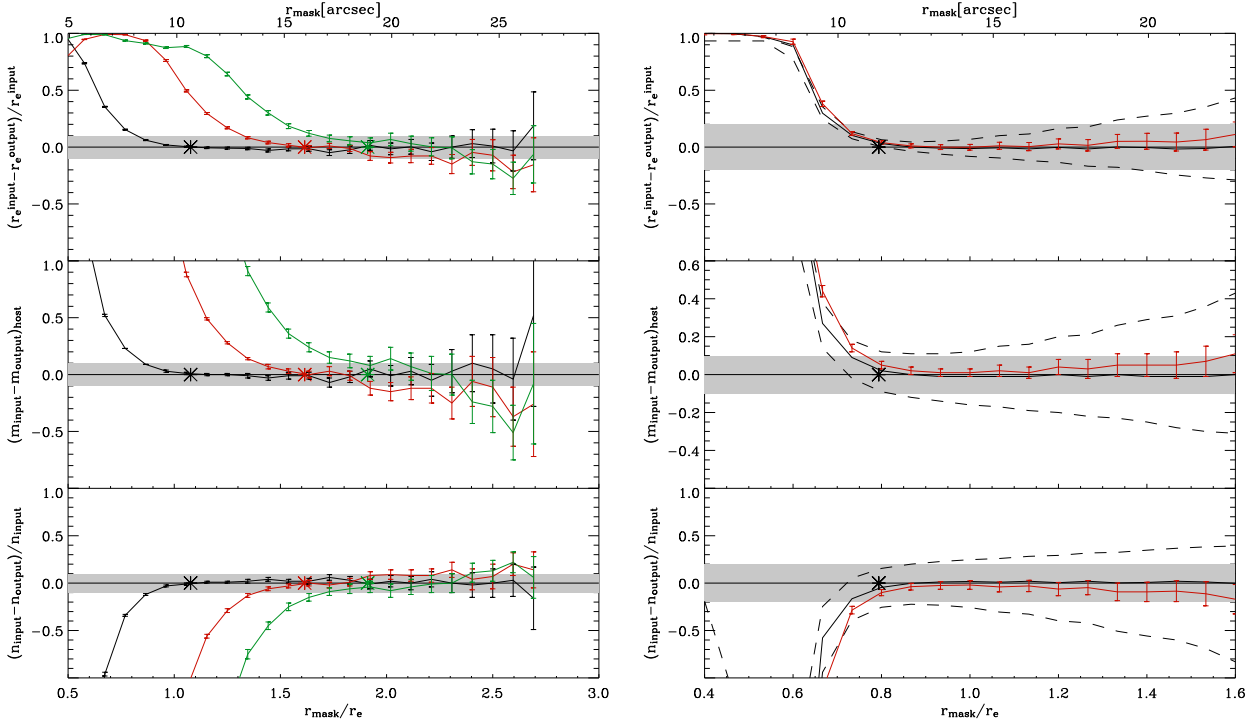 r_mask[arcsec]
5 10 15 20 25
(r_e^input−r_e^output)/r_e^input
1.0
0.5
0.0
−0.5
(m_input−m_output)_host
1.0
0.5
0.0
−0.5
(n_input−n_output)/n_input
1.0
0.5
0.0
−0.5
0.5 1.0 1.5 2.0 2.5 3.0
r_mask/r_e
r_mask[arcsec]
10 15 20
(r_e^input−r_e^output)/r_e^input
1.0
0.5
0.0
−0.5
(m_input−m_output)_host
0.6
0.4
0.2
0.0
−0.2
−0.4
(n_input−n_output)/n_input
1.0
0.5
0.0
−0.5
0.4 0.6 0.8 1.0 1.2 1.4 1.6
r_mask/r_e